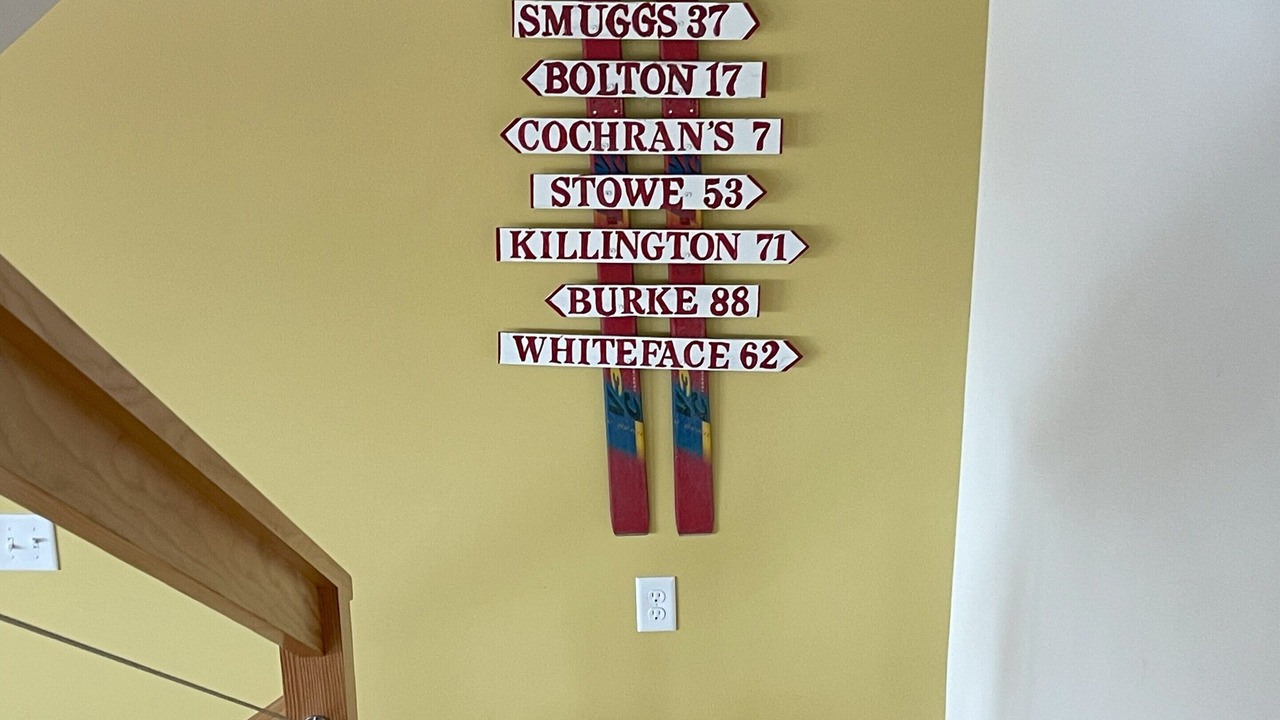 SMUGGS 37
BOLTON 17
COCHRAN'S 7
STOWE 53
KILLINGTON 71
BURKE 88
WHITEFACE 62